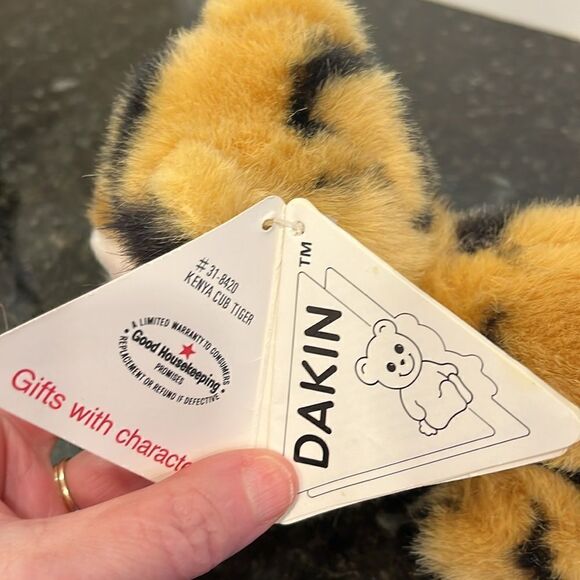 # 31-8420
KENYA CUB TIGER
A LIMITED WARRANTY TO CONSUMERS
Good Housekeeping
PROMISES
REPLACEMENT OR REFUND IF DEFECTIVE
Gifts with characte
DAKIN
TM